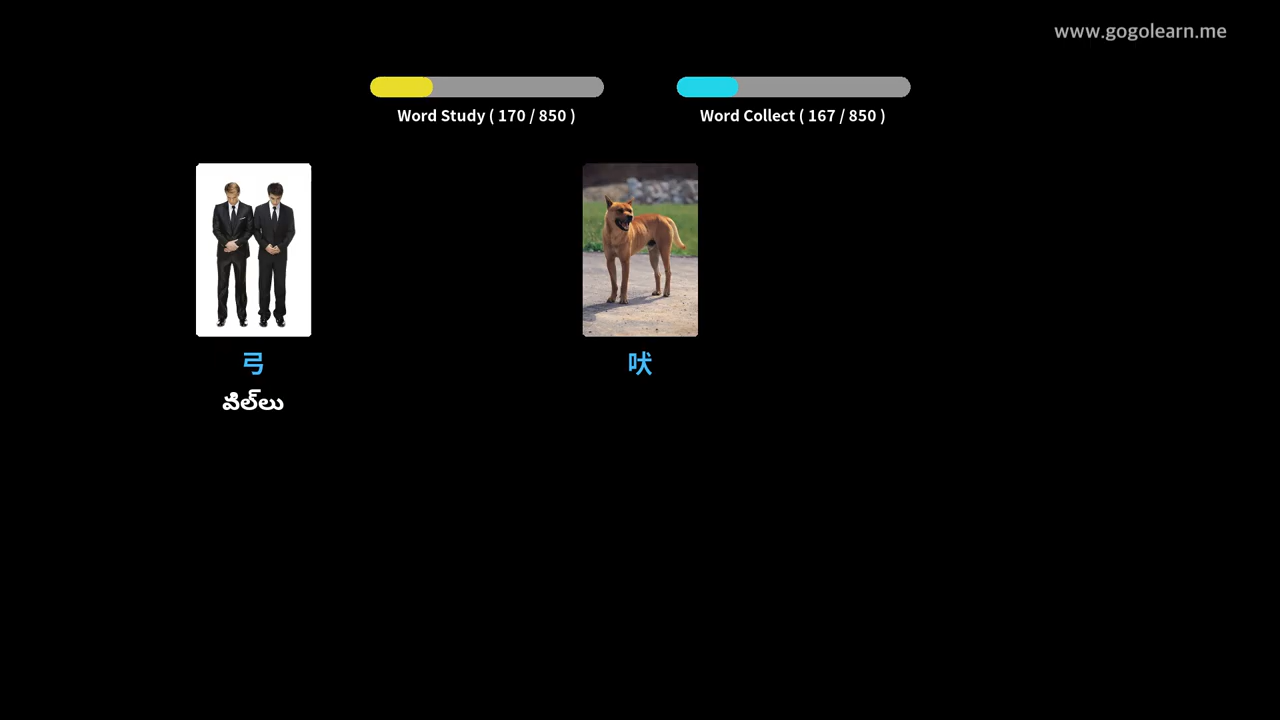 www.gogolearn.me
Word Study ( 170 / 850 )
Word Collect ( 167 / 850 )
弓
吠
విల్‌లు